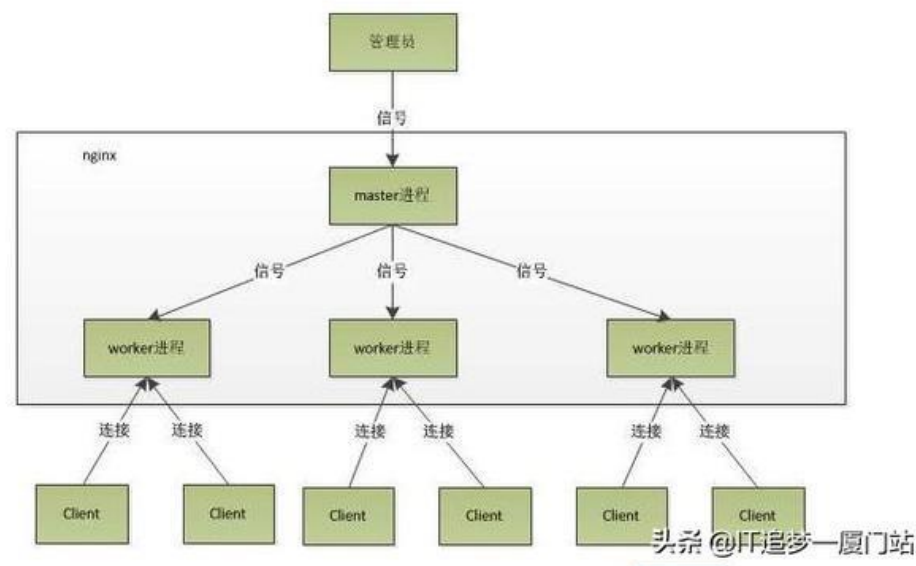 管理员
信号
nginx
master进程
信号
信号
信号
worker进程
worker进程
worker进程
连接
连接
连接
连接
连接
连接
Client
Client
Client
Client
Client
Client
头条 @IT追梦—厦门站